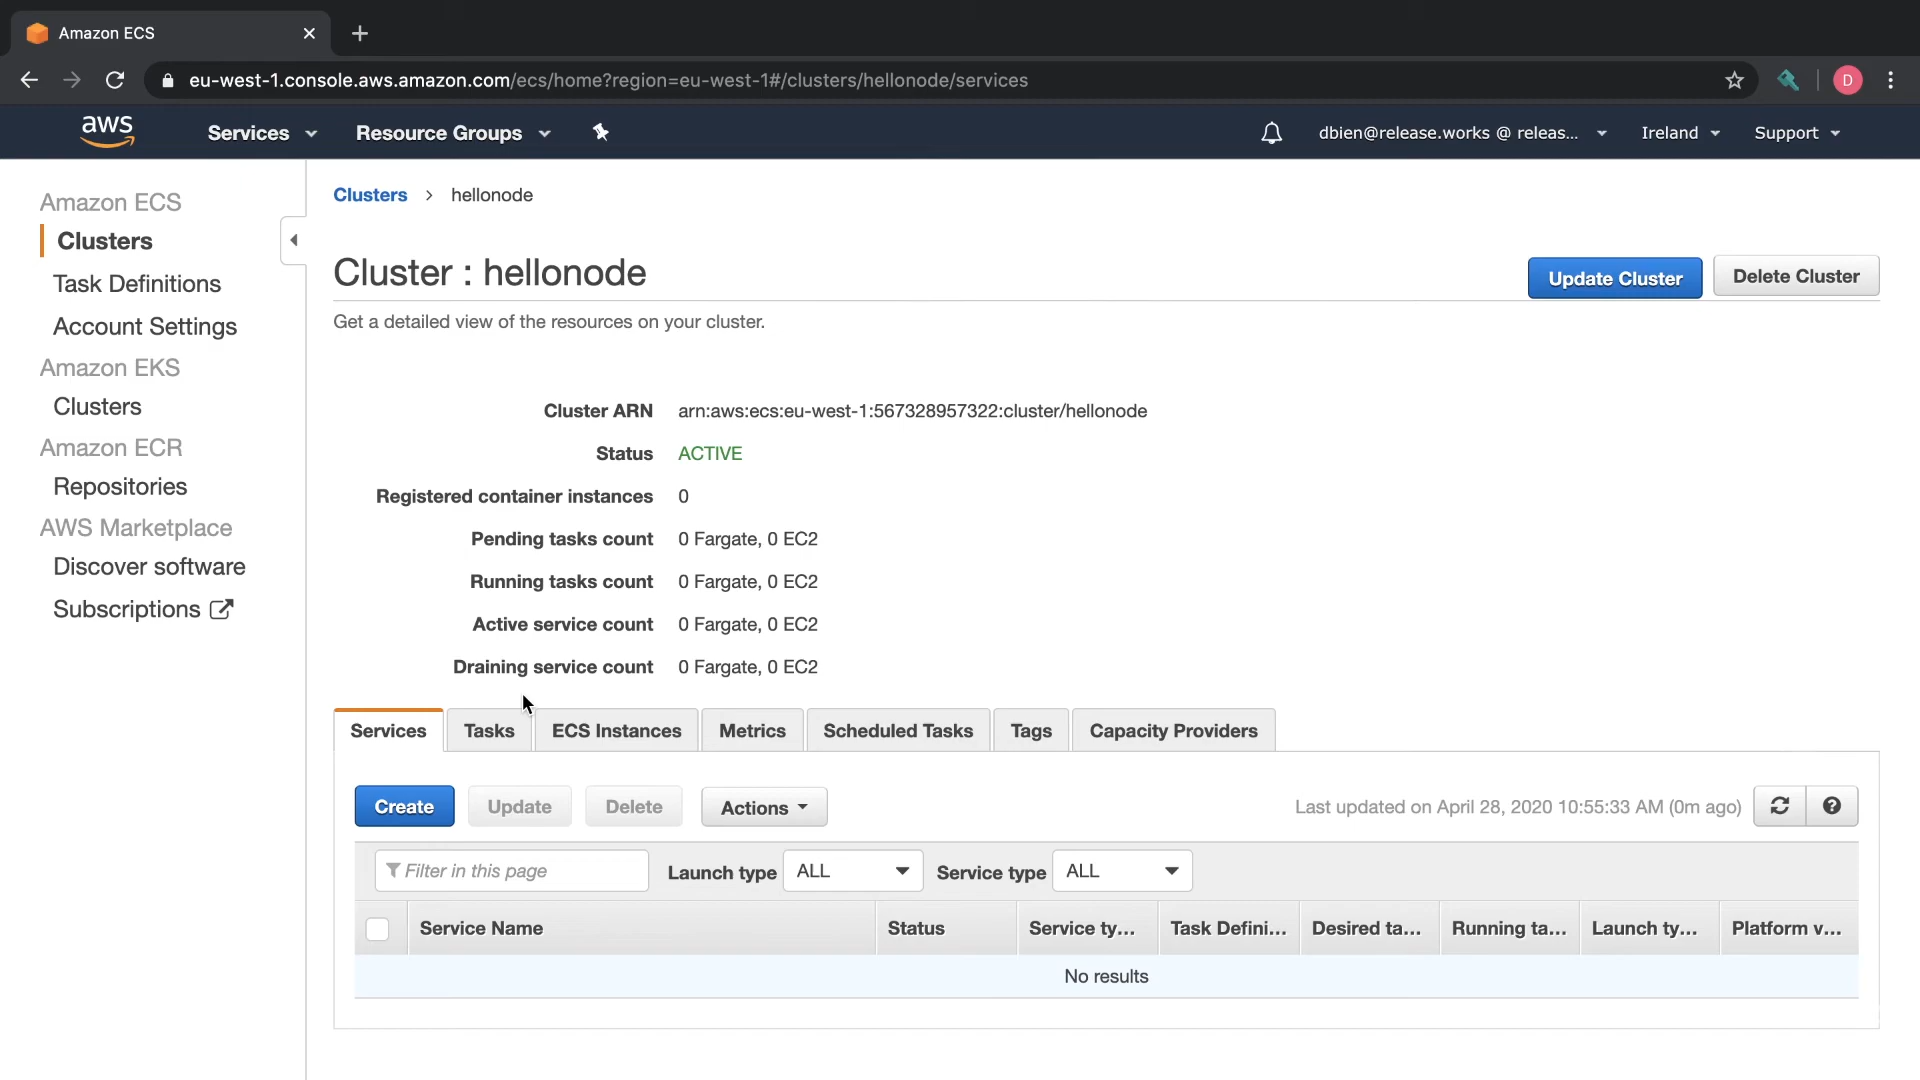 Amazon ECS
eu-west-1.console.aws.amazon.com/ecs/home?region=eu-west-1#/clusters/hellonode/services
D
aws
Services
Resource Groups
dbien@release.works @ releas...
Ireland
Support
Amazon ECS
Clusters
Task Definitions
Account Settings
Amazon EKS
Clusters
Amazon ECR
Repositories
AWS Marketplace
Discover software
Subscriptions
Clusters > hellonode
Cluster : hellonode
Update Cluster
Delete Cluster
Get a detailed view of the resources on your cluster.
Cluster ARN arn:aws:ecs:eu-west-1:567328957322:cluster/hellonode
Status ACTIVE
Registered container instances 0
Pending tasks count 0 Fargate, 0 EC2
Running tasks count 0 Fargate, 0 EC2
Active service count 0 Fargate, 0 EC2
Draining service count 0 Fargate, 0 EC2
Services Tasks ECS Instances Metrics Scheduled Tasks Tags Capacity Providers
Create Update Delete Actions Last updated on April 28, 2020 10:55:33 AM (0m ago)
Filter in this page Launch type ALL Service type ALL
Service Name Status Service ty... Task Defini... Desired ta... Running ta... Launch ty... Platform v...
No results